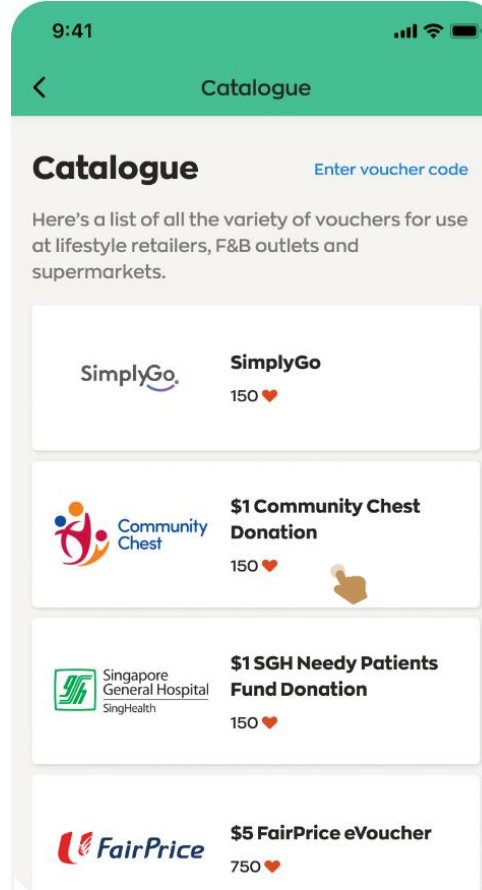 9:41
Catalogue
Catalogue
Enter voucher code
Here's a list of all the variety of vouchers for use
at lifestyle retailers, F&B outlets and
supermarkets.
SimplyGo.
SimplyGo
150
Community
Chest
$1 Community Chest
Donation
150
Singapore
General Hospital
SingHealth
$1 SGH Needy Patients
Fund Donation
150
FairPrice
$5 FairPrice eVoucher
750